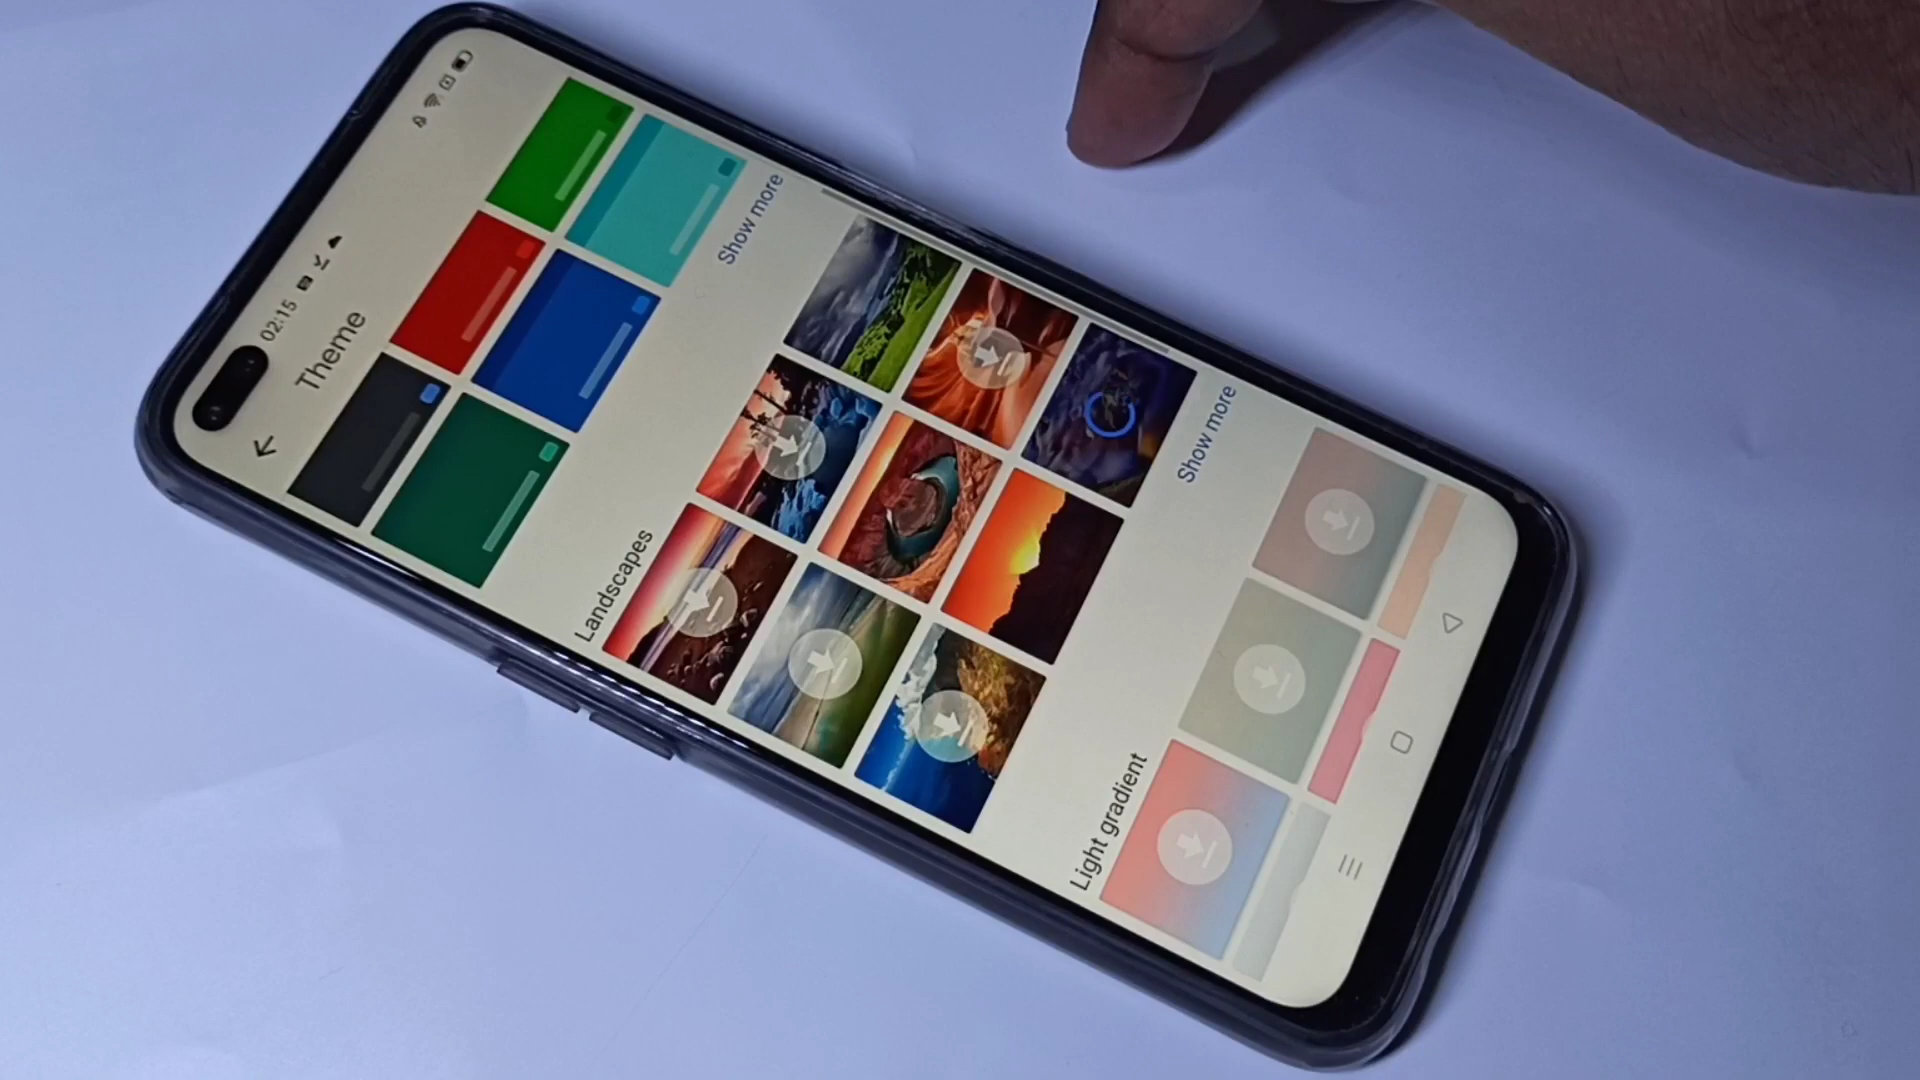 02:15
Theme
Show more
Landscapes
Show more
Light gradient